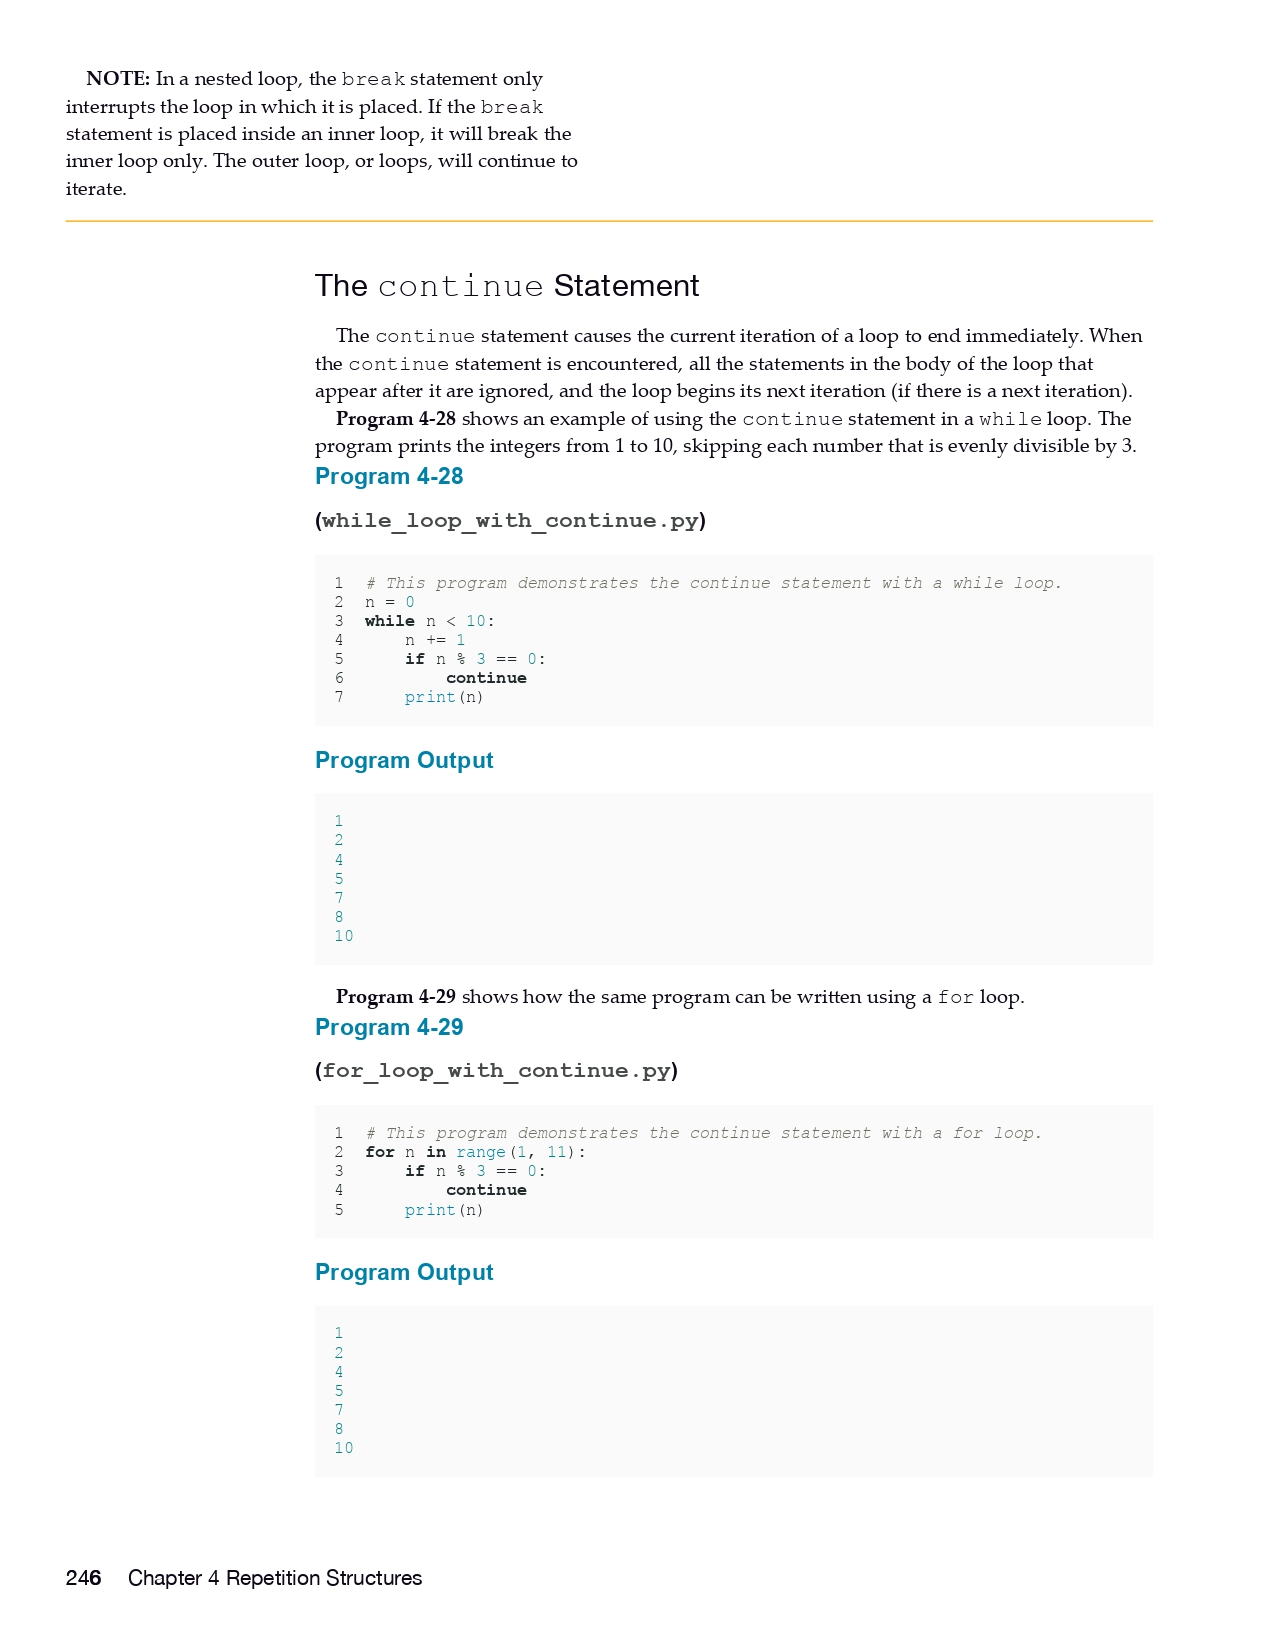 NOTE: In a nested loop, the break statement only
interrupts the loop in which it is placed. If the break
statement is placed inside an inner loop, it will break the
inner loop only. The outer loop, or loops, will continue to
iterate.
The continue Statement
The continue statement causes the current iteration of a loop to end immediately. When
the continue statement is encountered, all the statements in the body of the loop that
appear after it are ignored, and the loop begins its next iteration (if there is a next iteration).
Program 4-28 shows an example of using the continue statement in a while loop. The
program prints the integers from 1 to 10, skipping each number that is evenly divisible by 3.
Program 4-28
(while_loop_with_continue.py)
1 # This program demonstrates the continue statement with a while loop.
2 n = 0
3 while n < 10:
4     n += 1
5     if n % 3 == 0:
6         continue
7     print(n)
Program Output
1
2
4
5
7
8
10
Program 4-29 shows how the same program can be written using a for loop.
Program 4-29
(for_loop_with_continue.py)
1 # This program demonstrates the continue statement with a for loop.
2 for n in range(1, 11):
3     if n % 3 == 0:
4         continue
5     print(n)
Program Output
1
2
4
5
7
8
10
246 Chapter 4 Repetition Structures